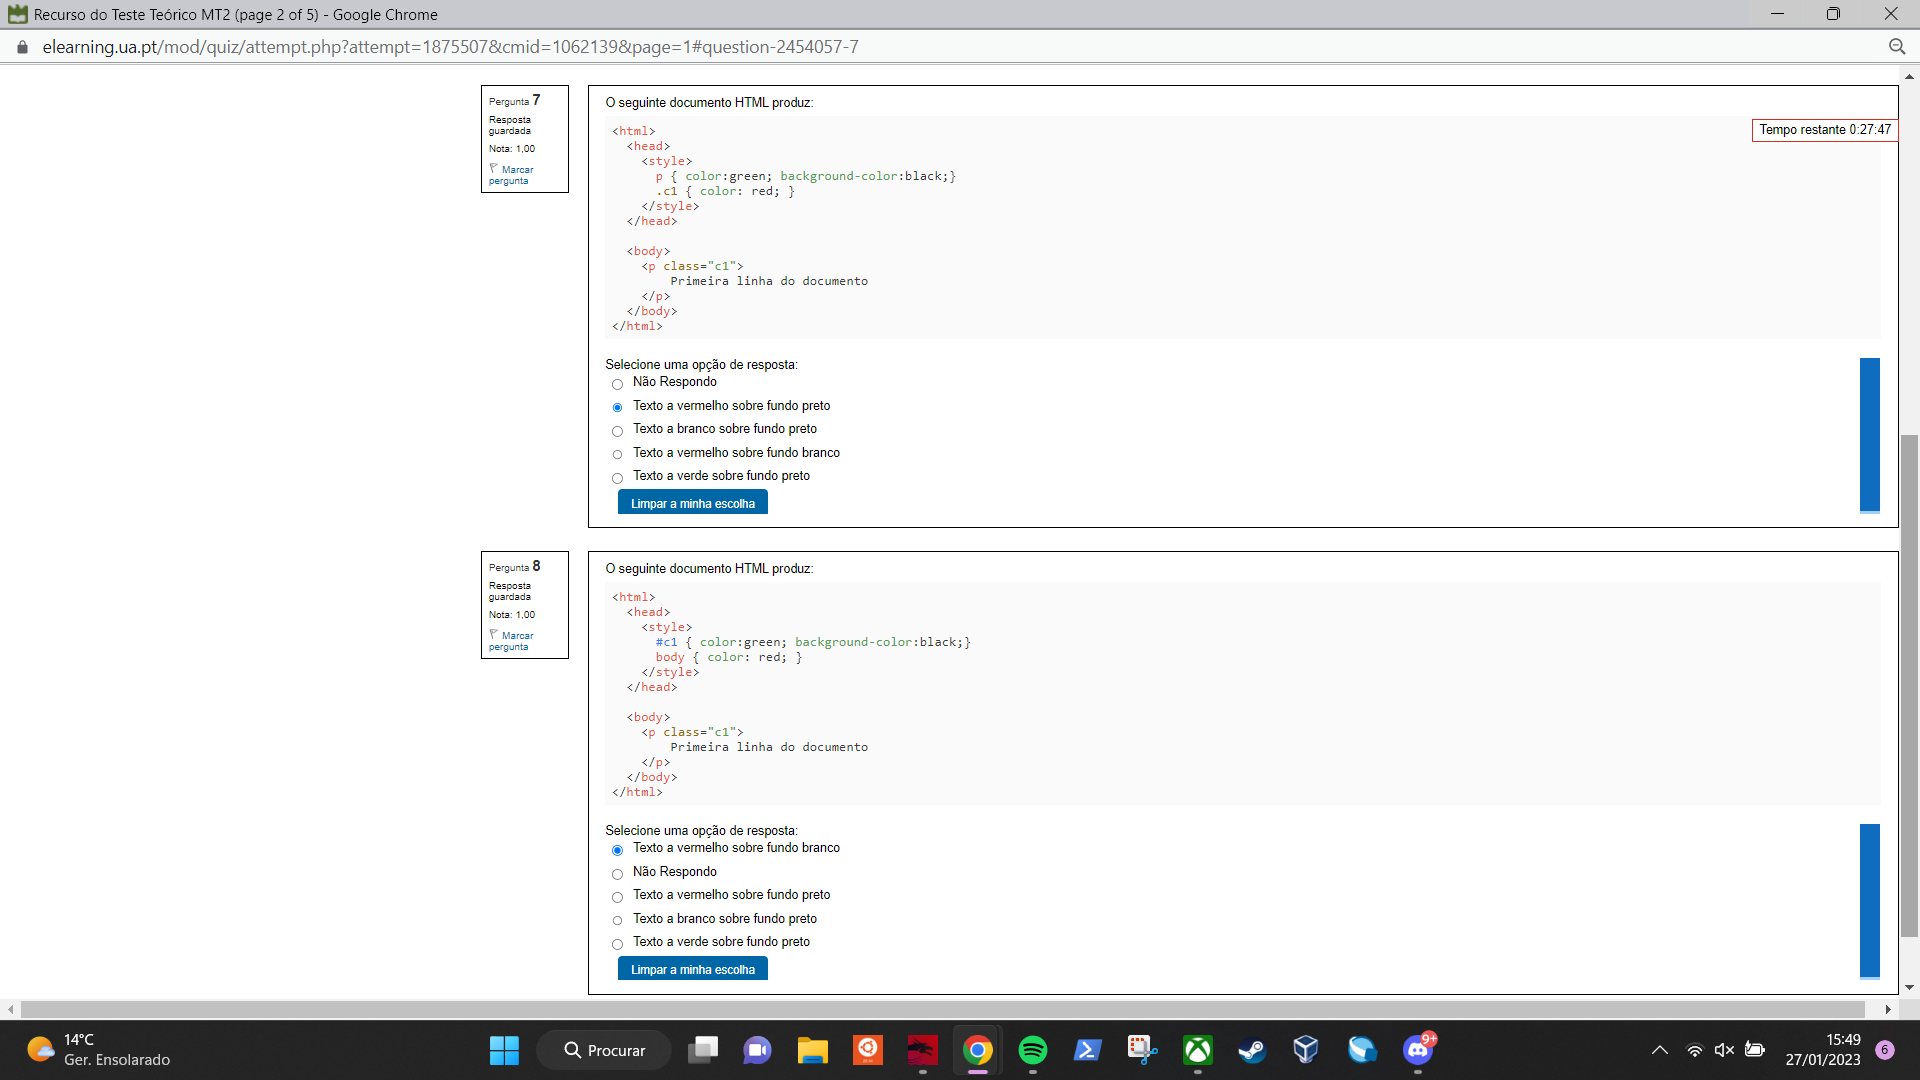 Recurso do Teste Teórico MT2 (page 2 of 5) - Google Chrome
elearning.ua.pt/mod/quiz/attempt.php?attempt=1875507&cmid=1062139&page=1#question-2454057-7
Pergunta 7
Resposta
guardada
Nota: 1,00
Marcar
pergunta
O seguinte documento HTML produz:
Tempo restante 0:27:47
<html>
<head>
<style>
p { color:green; background-color:black;}
.c1 { color: red; }
</style>
</head>
<body>
<p class="c1">
Primeira linha do documento
</p>
</body>
</html>
Selecione uma opção de resposta:
Não Respondo
Texto a vermelho sobre fundo preto
Texto a branco sobre fundo preto
Texto a vermelho sobre fundo branco
Texto a verde sobre fundo preto
Limpar a minha escolha
Pergunta 8
Resposta
guardada
Nota: 1,00
Marcar
pergunta
O seguinte documento HTML produz:
<html>
<head>
<style>
#c1 { color:green; background-color:black;}
body { color: red; }
</style>
</head>
<body>
<p class="c1">
Primeira linha do documento
</p>
</body>
</html>
Selecione uma opção de resposta:
Texto a vermelho sobre fundo branco
Não Respondo
Texto a vermelho sobre fundo preto
Texto a branco sobre fundo preto
Texto a verde sobre fundo preto
Limpar a minha escolha
14°C
Ger. Ensolarado
Procurar
9+
15:49
27/01/2023
6